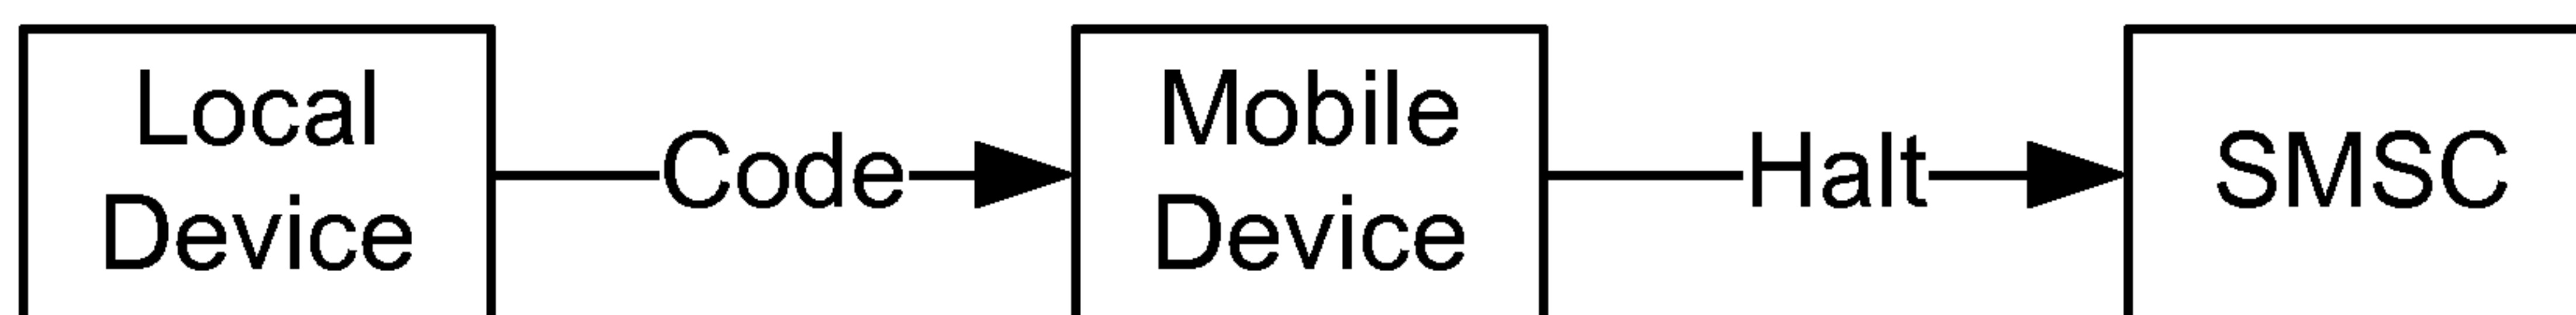 Local
Device
Code
Mobile
Device
Halt
SMSC